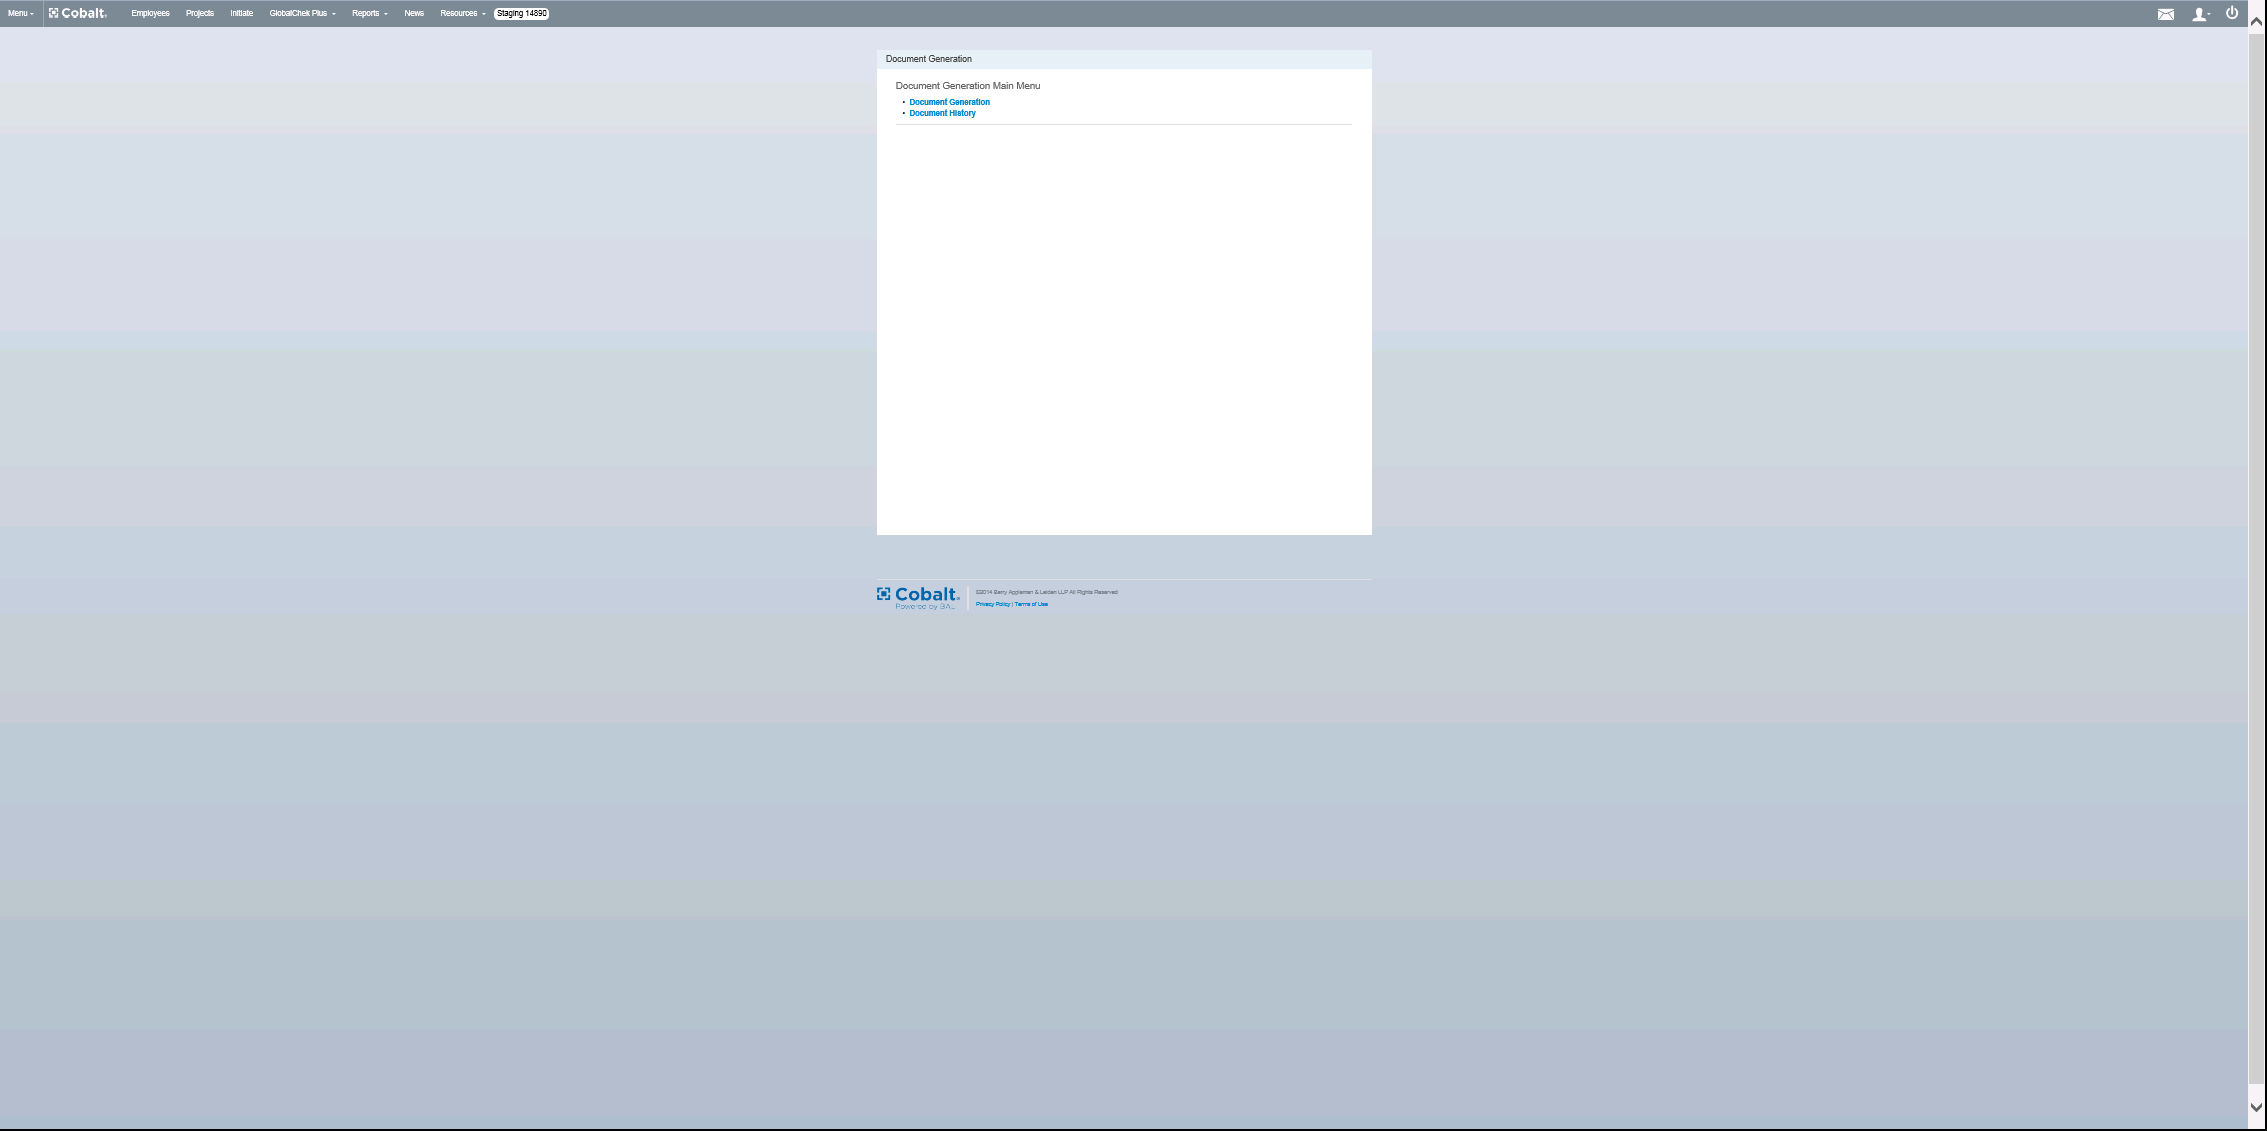 Menu Cobalt. Employees Projects Initiate GlobalChek Plus Reports News Resources Staging 14890
Document Generation
Document Generation Main Menu
• Document Generation
• Document History
Cobalt. ©2014 Berry Appleman & Leiden LLP All Rights Reserved
Powered by BAL Privacy Policy | Terms of Use